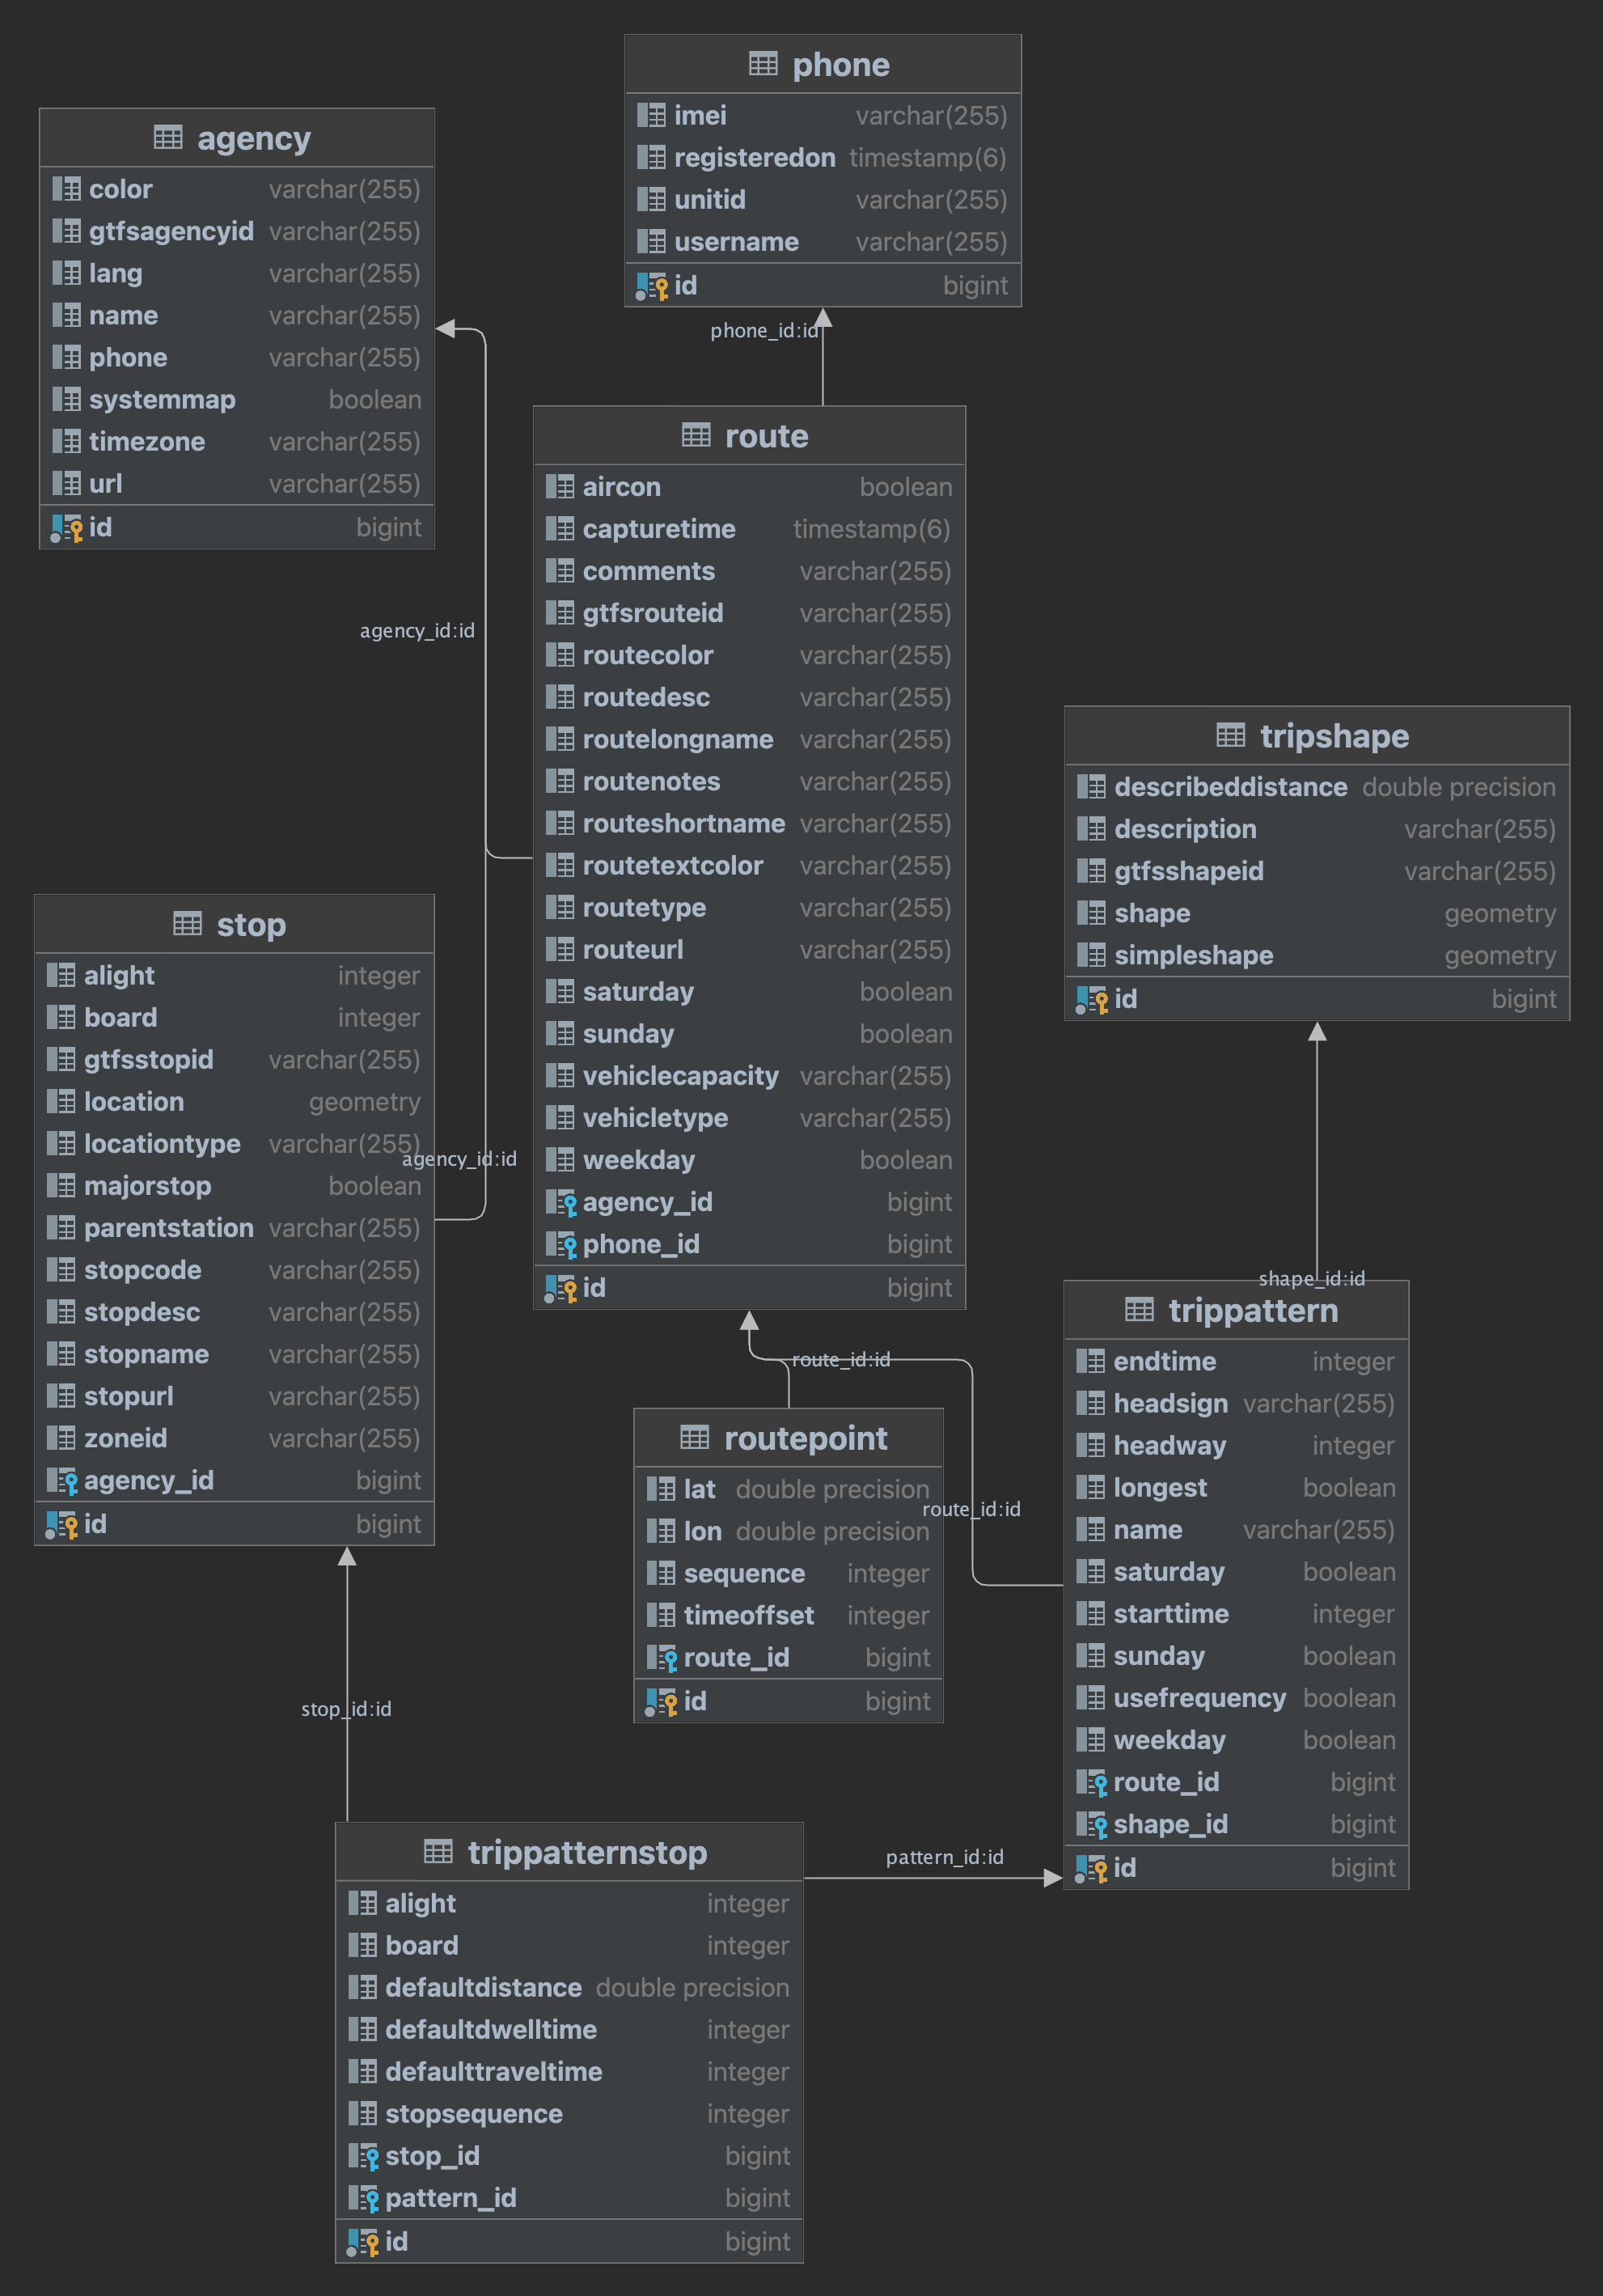 phone
imei varchar(255)
registeredon timestamp(6)
unitid varchar(255)
username varchar(255)
id bigint
agency
color varchar(255)
gtfsagencyid varchar(255)
lang varchar(255)
name varchar(255)
phone varchar(255)
systemmap boolean
timezone varchar(255)
url varchar(255)
id bigint
phone_id:id
agency_id:id
route
aircon boolean
capturetime timestamp(6)
comments varchar(255)
gtfsrouteid varchar(255)
routecolor varchar(255)
routedesc varchar(255)
routelongname varchar(255)
routenotes varchar(255)
routeshortname varchar(255)
routetextcolor varchar(255)
routetype varchar(255)
routeurl varchar(255)
saturday boolean
sunday boolean
vehiclecapacity varchar(255)
vehicletype varchar(255)
weekday boolean
agency_id bigint
phone_id bigint
id bigint
tripshape
describeddistance double precision
description varchar(255)
gtfsshapeid varchar(255)
shape geometry
simpleshape geometry
id bigint
stop
alight integer
board integer
gtfsstopid varchar(255)
location geometry
locationtype varchar(255)
majorstop boolean
parentstation varchar(255)
stopcode varchar(255)
stopdesc varchar(255)
stopname varchar(255)
stopurl varchar(255)
zoneid varchar(255)
agency_id bigint
id bigint
agency_id:id
shape_id:id
route_id:id
routepoint
lat double precision
lon double precision
sequence integer
timeoffset integer
route_id bigint
id bigint
route_id:id
trippattern
endtime integer
headsign varchar(255)
headway integer
longest boolean
name varchar(255)
saturday boolean
starttime integer
sunday boolean
usefrequency boolean
weekday boolean
route_id bigint
shape_id bigint
id bigint
stop_id:id
pattern_id:id
trippatternstop
alight integer
board integer
defaultdistance double precision
defaultdwelltime integer
defaulttraveltime integer
stopsequence integer
stop_id bigint
pattern_id bigint
id bigint